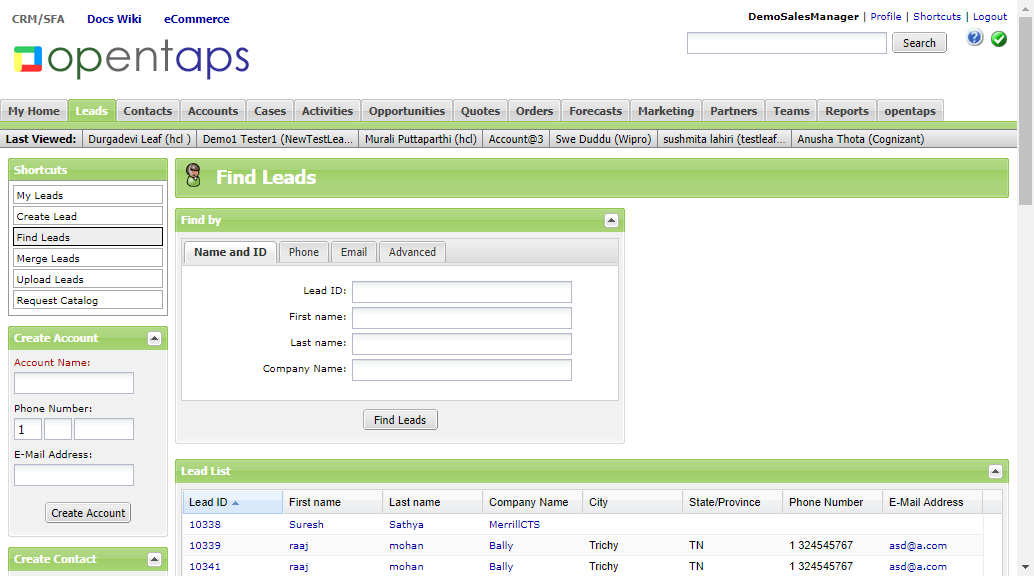 CRM/SFA Docs Wiki eCommerce
DemoSalesManager | Profile | Shortcuts | Logout
opentaps
Search
My Home Leads Contacts Accounts Cases Activities Opportunities Quotes Orders Forecasts Marketing Partners Teams Reports opentaps
Last Viewed: Durgadevi Leaf (hcl ) Demo1 Tester1 (NewTestLea... Murali Puttaparthi (hcl) Account@3 Swe Duddu (Wipro) sushmita lahiri (testleaf... Anusha Thota (Cognizant)
Shortcuts
My Leads
Create Lead
Find Leads
Merge Leads
Upload Leads
Request Catalog
Create Account
Account Name:
Phone Number:
1
E-Mail Address:
Create Account
Create Contact
Find Leads
Find by
Name and ID Phone Email Advanced
Lead ID:
First name:
Last name:
Company Name:
Find Leads
Lead List
Lead ID First name Last name Company Name City State/Province Phone Number E-Mail Address
10338 Suresh Sathya MerrillCTS
10339 raaj mohan Bally Trichy TN 1 324545767 asd@a.com
10341 raaj mohan Bally Trichy TN 1 324545767 asd@a.com